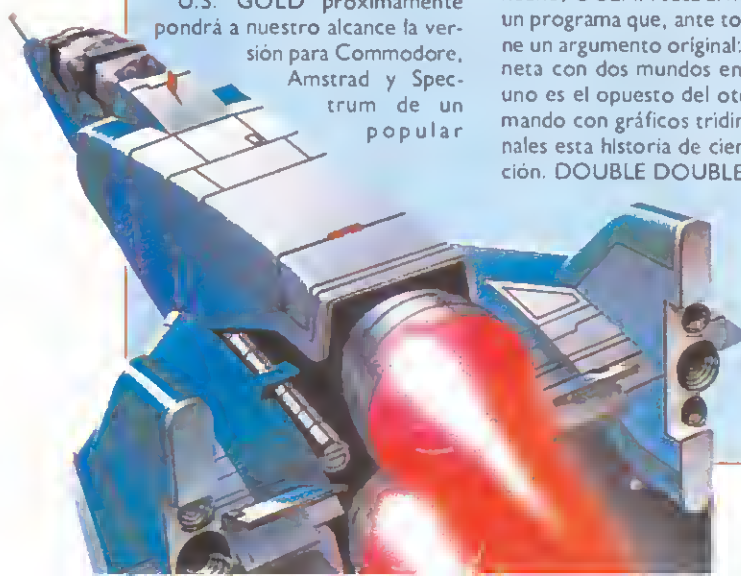 U.S. GOLD próximamente
pondrá a nuestro alcance la ver-
sión para Commodore,
Amstrad y Spec-
trum de un
popular
un programa que, ante to
ne un argumento original:
neta con dos mundos en
uno es el opuesto del oto
mando con gráficos tridi
nales esta historia de cien
ción. DOUBLE DOUBLE